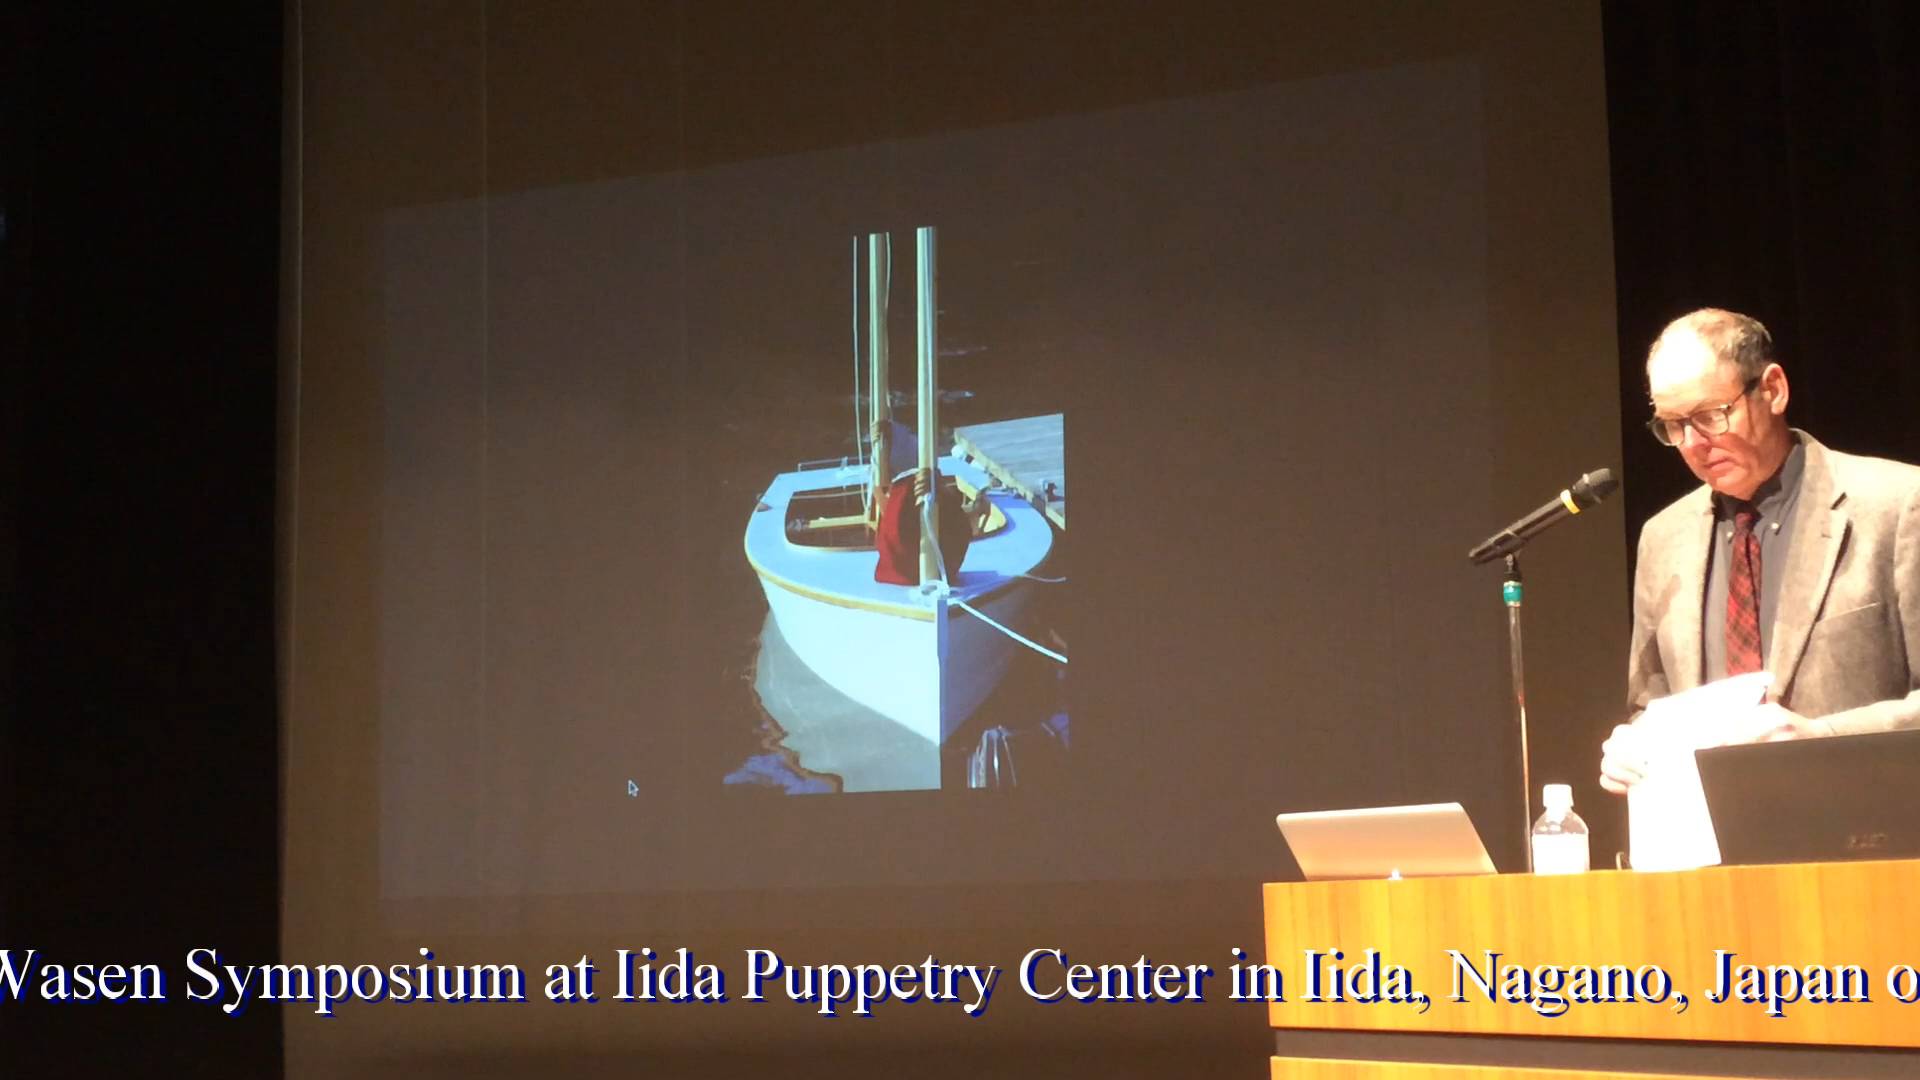 Wasen Symposium at Iida Puppetry Center in Iida, Nagano, Japan o